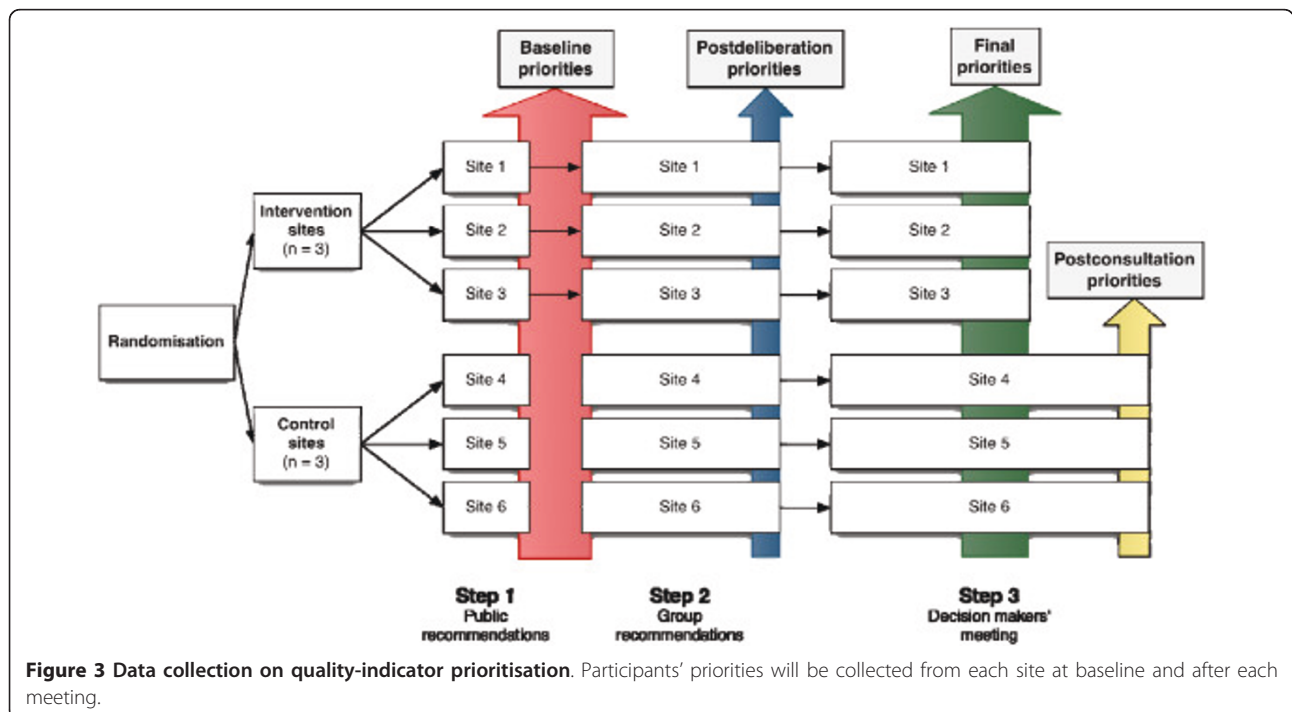 Baseline
priorities
Postdeliberation
priorities
Final
priorities
Site 1
Site 1
Site 1
Intervention
sites
(n = 3)
Site 2
Site 2
Site 2
Site 3
Site 3
Site 3
Postconsultation
priorities
Randomisation
Site 4
Site 4
Site 4
Control
sites
(n = 3)
Site 5
Site 5
Site 5
Site 6
Site 6
Site 6
Step 1
Public
recommendations
Step 2
Group
recommendations
Step 3
Decision makers'
meeting
Figure 3 Data collection on quality-indicator prioritisation. Participants' priorities will be collected from each site at baseline and after each
meeting.